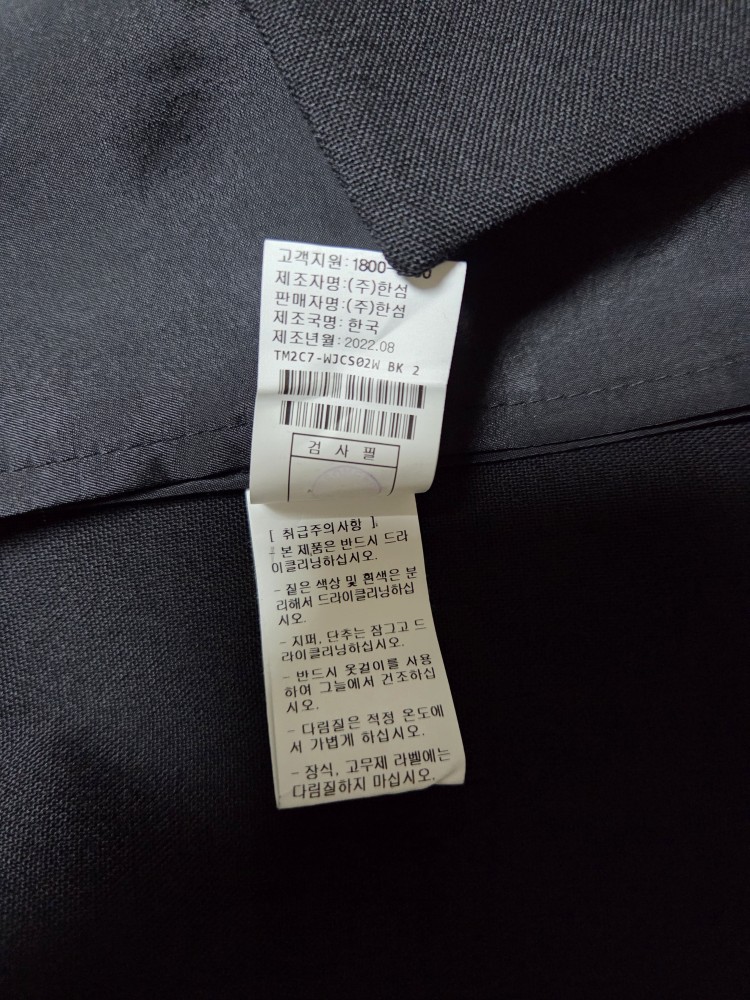 고객지원:1800-
제조자명:(주)한섬
판매자명:(주)한섬
제조국명: 한국
제조년월: 2022.08
TM2C7-WJCS02W BK 2
검 사 필
[ 취급주의사항 ]
- 본 제품은 반드시 드라
이클리닝하십시오.
- 짙은 색상 및 흰색은 분
리해서 드라이클리닝하십
시오.
- 지퍼, 단추는 잠그고 드
라이클리닝하십시오.
- 반드시 옷걸이를 사용
하여 그늘에서 건조하십
시오.
- 다림질은 적정 온도에
서 가볍게 하십시오.
- 장식, 고무제 라벨에는
다림질하지 마십시오.